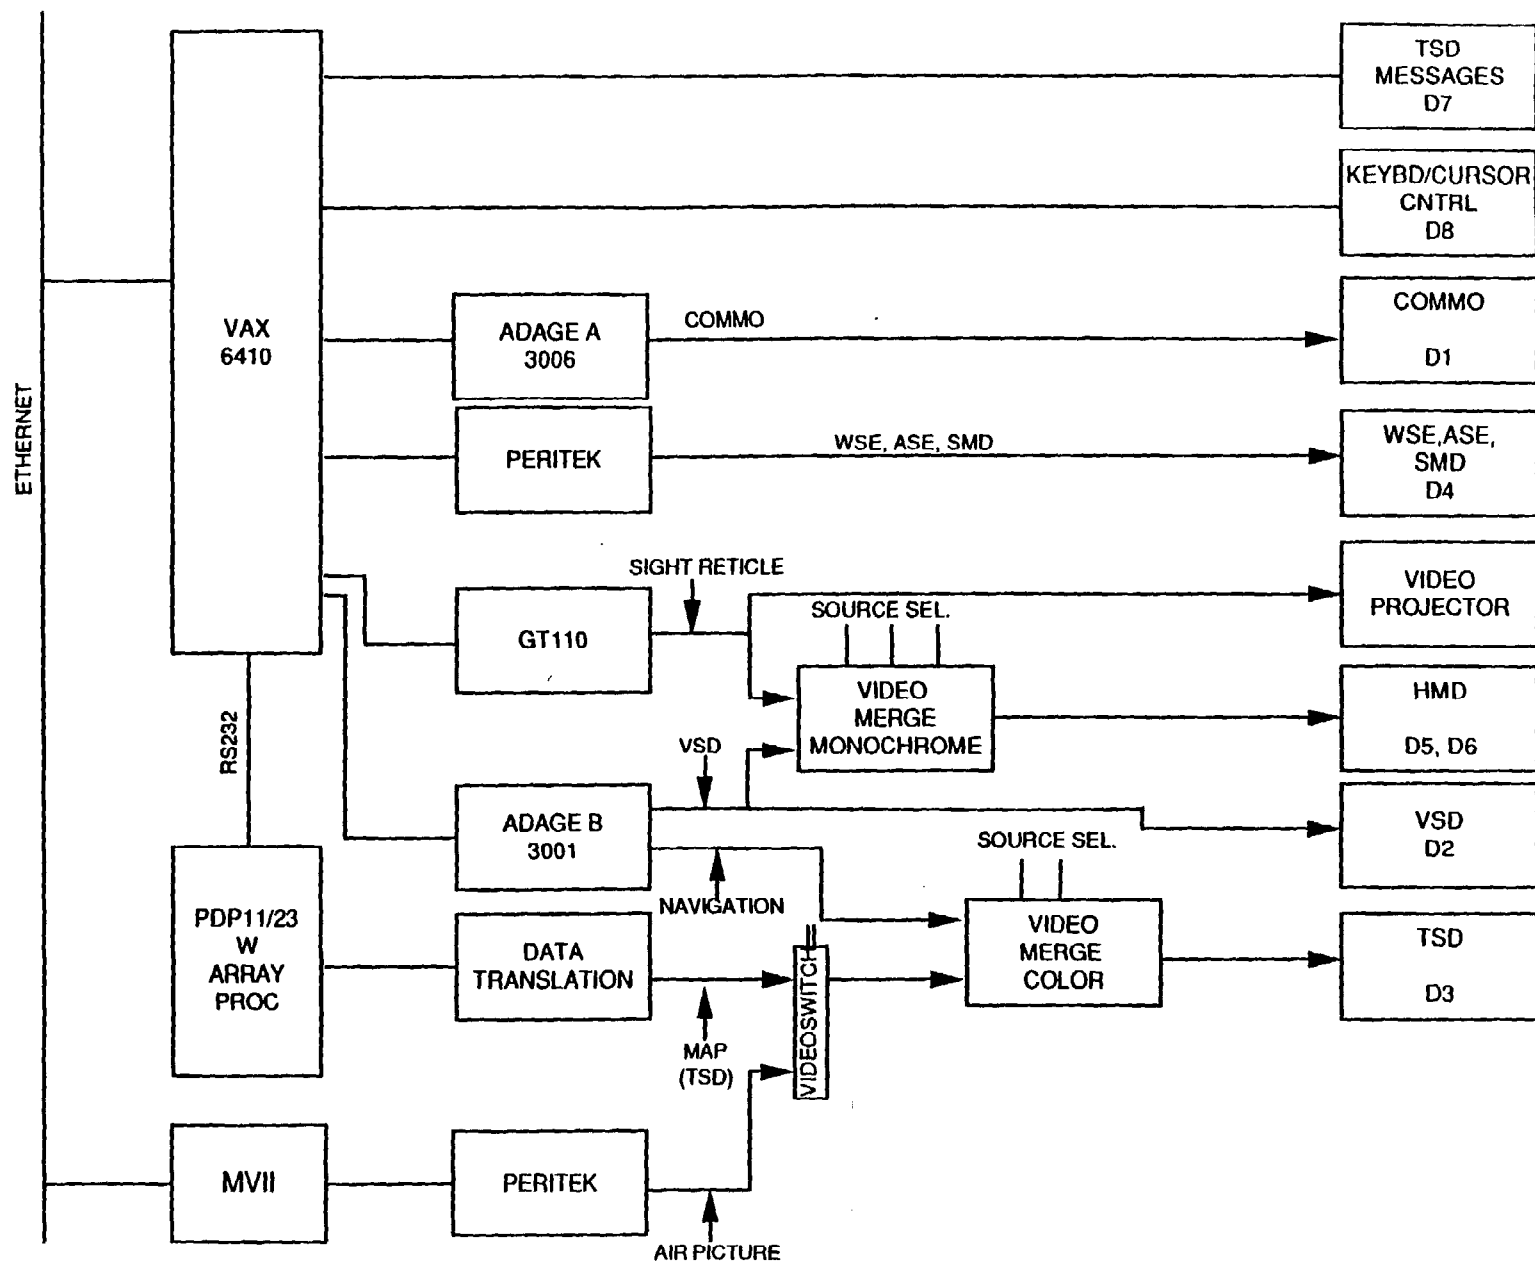 TSD
MESSAGES
D7
KEYBD/CURSOR
CNTRL
D8
ETHERNET
VAX
6410
ADAGE A
3006
COMMO
COMMO
D1
PERITEK
WSE, ASE, SMD
WSE,ASE,
SMD
D4
SIGHT RETICLE
GT110
SOURCE SEL.
VIDEO
PROJECTOR
VIDEO
MERGE
MONOCHROME
HMD
D5, D6
RS232
VSD
ADAGE B
3001
VSD
D2
SOURCE SEL.
NAVIGATION
PDP11/23
W
ARRAY
PROC
DATA
TRANSLATION
MAP
(TSD)
VIDEOSWITCH
VIDEO
MERGE
COLOR
TSD
D3
MVII
PERITEK
AIR PICTURE